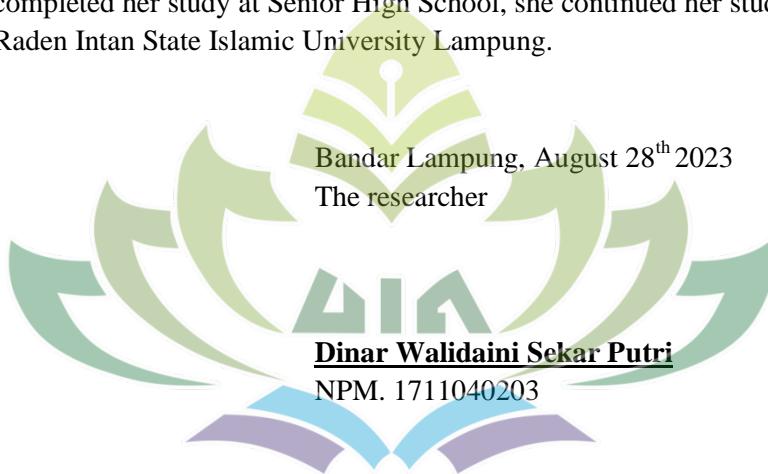 completed her study at Senior High School, she continued her stud
Raden Intan State Islamic University Lampung.
Bandar Lampung, August 28th 2023
The researcher
UIN
Dinar Walidaini Sekar Putri
NPM. 1711040203